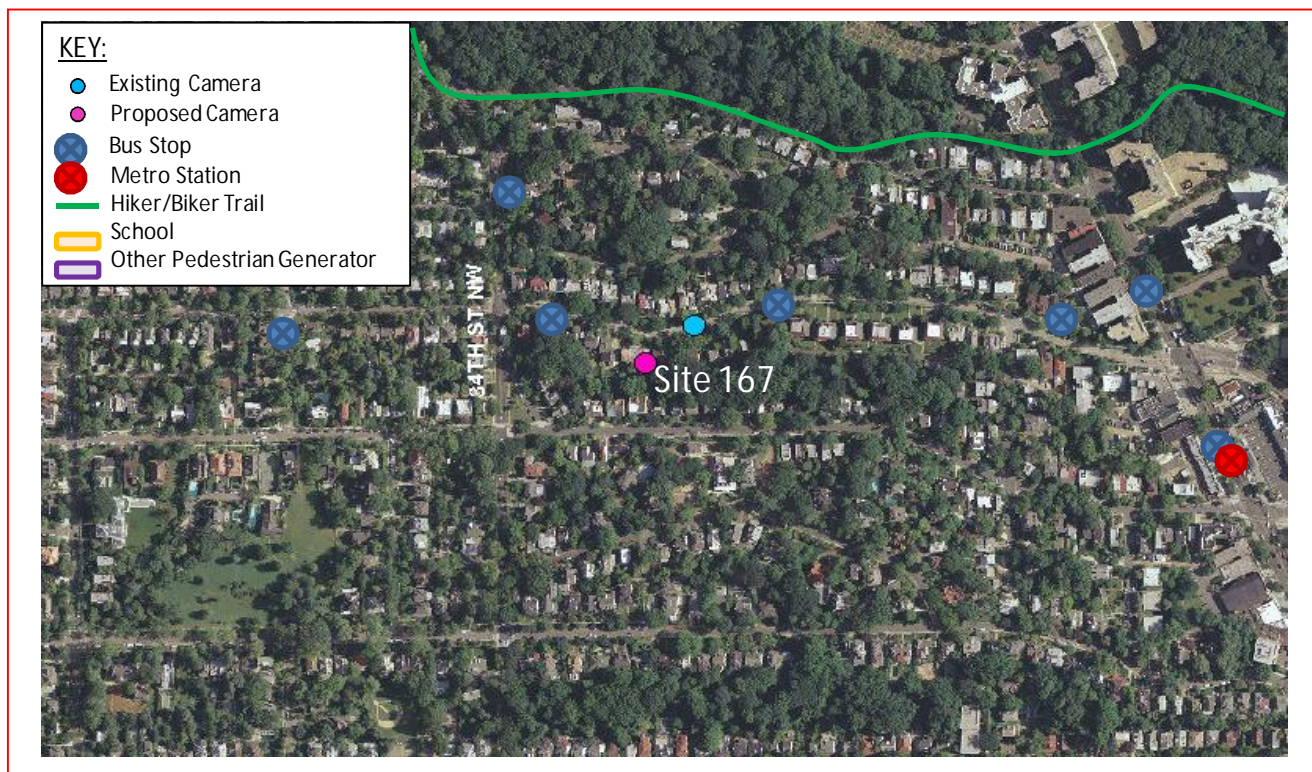 KEY:
Existing Camera
Proposed Camera
Bus Stop
Metro Station
Hiker/Biker Trail
School
Other Pedestrian Generator
34TH ST NW
Site 167